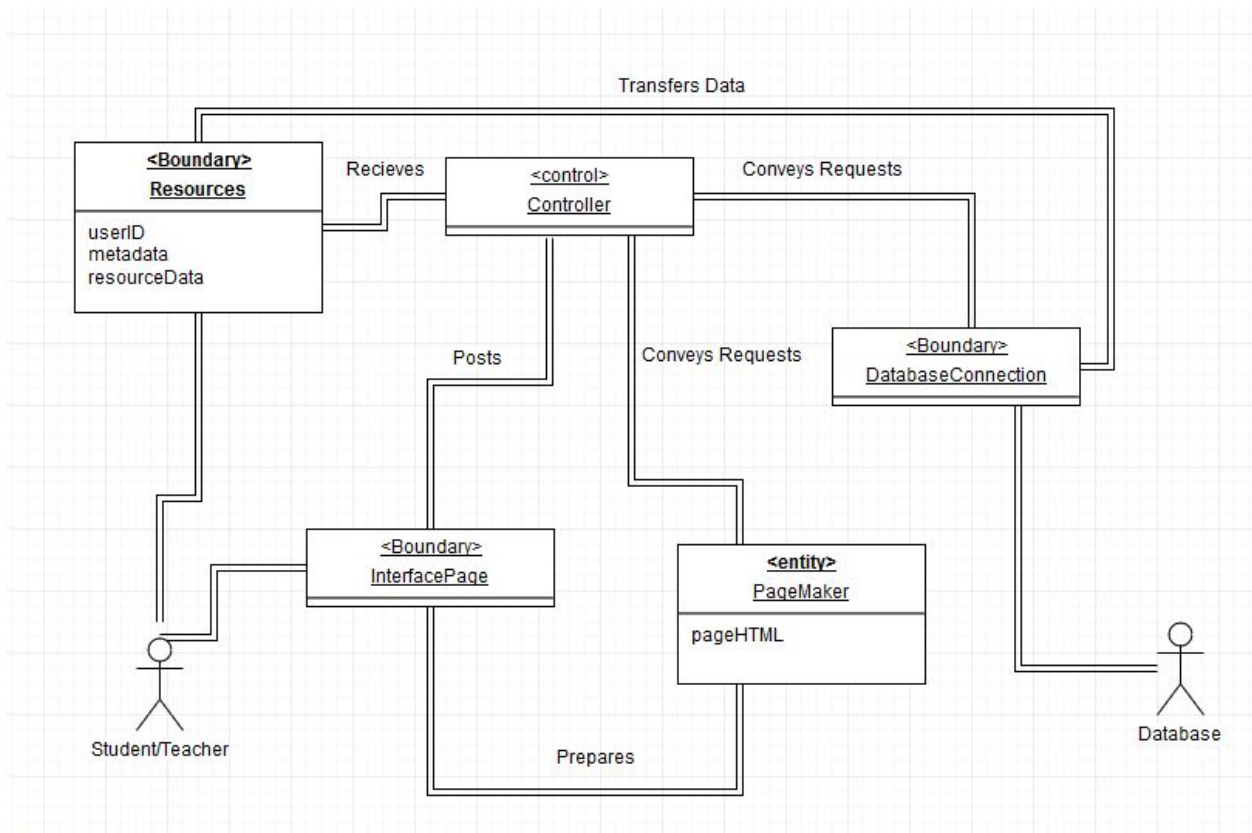 Transfers Data
<Boundary>
Resources
userID
metadata
resourceData
Recieves
<control>
Controller
Conveys Requests
<Boundary>
DatabaseConnection
Posts
Conveys Requests
<Boundary>
InterfacePage
<entity>
PageMaker
pageHTML
Student/Teacher
Database
Prepares